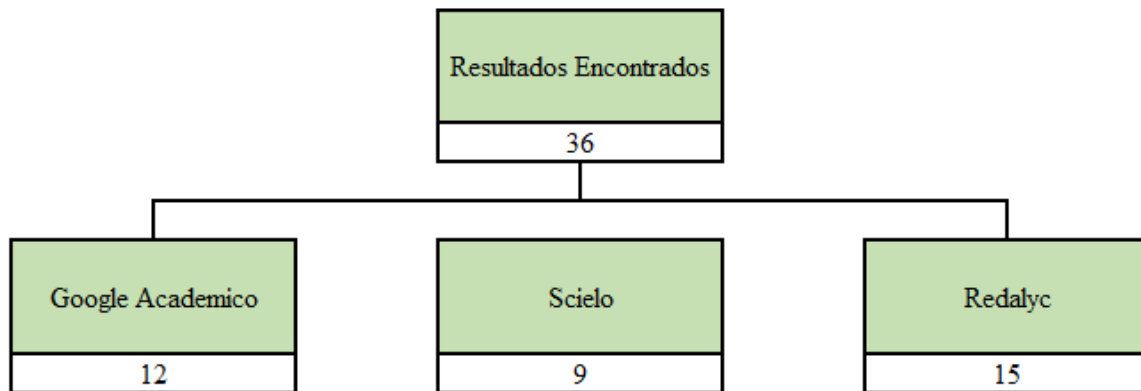 Resultados Encontrados
36
Google Academico
Scielo
Redalyc
12
9
15